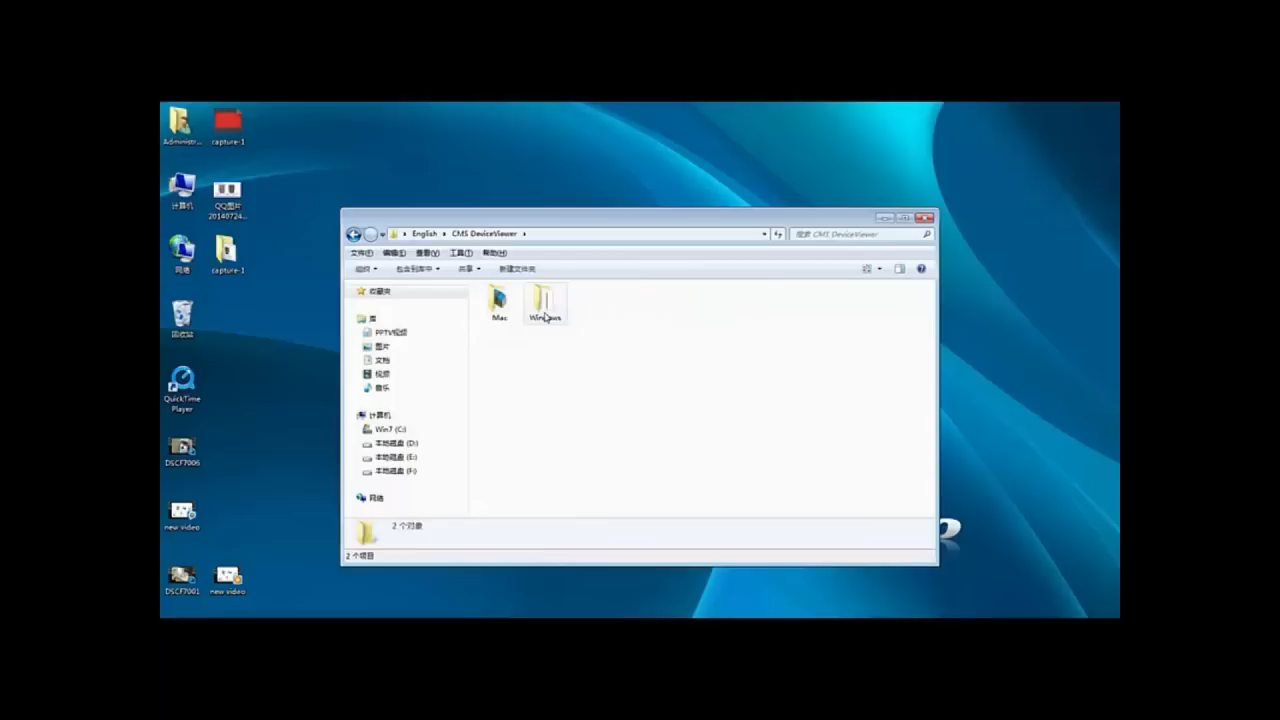 Administr...
capture-1
计算机
QQ图片
20140724...
网络
capture-1
回收站
QuickTime
Player
DSCF7006
new video
DSCF7001
new video
English
CMS DeviceViewer
搜索 CMS DeviceViewer
文件(F) 编辑(E) 查看(V) 工具(T) 帮助(H)
组织 包含到库中 共享 新建文件夹
收藏夹
库
PPTV视频
图片
文档
视频
音乐
计算机
Win7 (C:)
本地磁盘 (D:)
本地磁盘 (E:)
本地磁盘 (F:)
网络
Mac
Windows
2 个对象
2 个项目